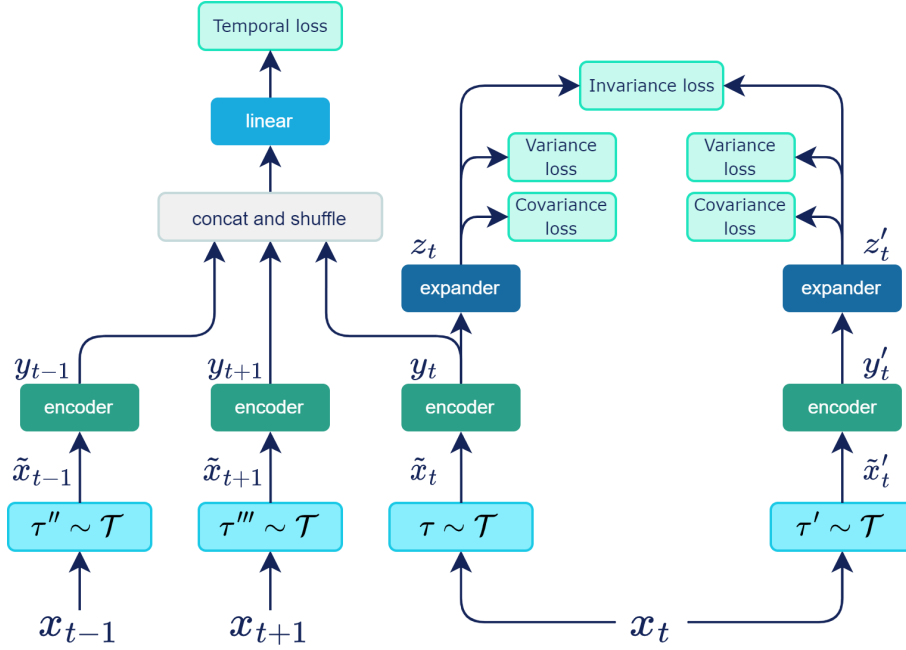 Temporal loss
Invariance loss
linear
Variance
loss
Variance
loss
concat and shuffle
Covariance
loss
Covariance
loss
z_t
z'_t
expander
expander
y_{t-1}
y_{t+1}
y_t
y'_t
encoder
encoder
encoder
encoder
x̃_{t-1}
x̃_{t+1}
x̃_t
x̃'_t
τ'' ∼ 𝒯
τ''' ∼ 𝒯
τ ∼ 𝒯
τ' ∼ 𝒯
x_{t-1}
x_{t+1}
x_t